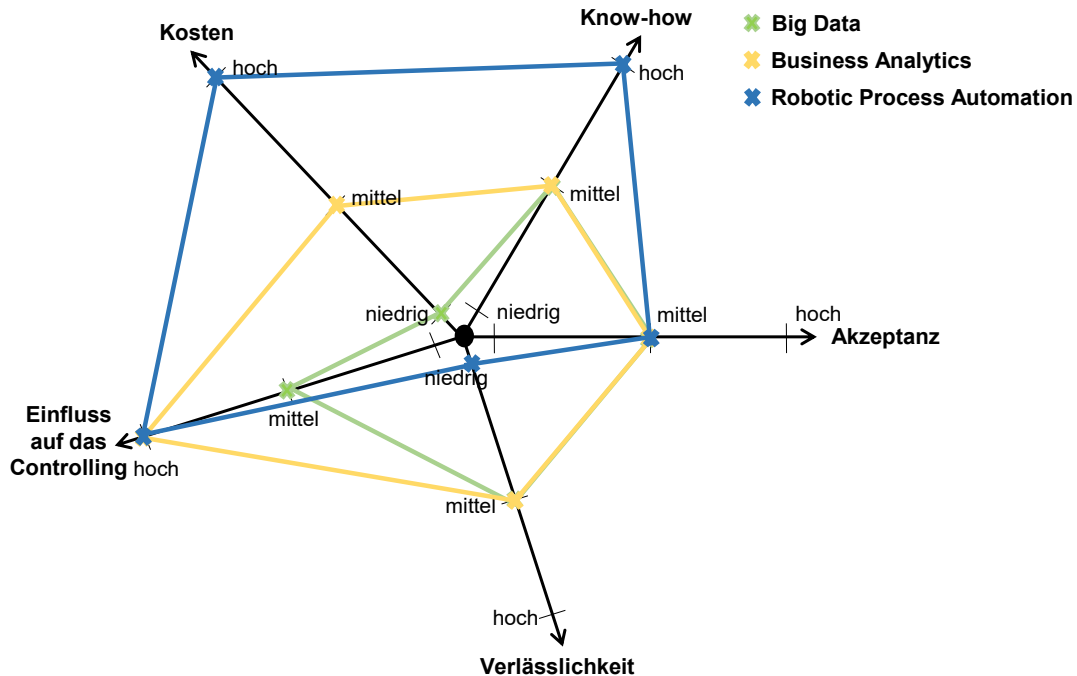 Know-how
Big Data
Kosten
Business Analytics
hoch
hoch
Robotic Process Automation
mittel
mittel
niedrig
niedrig
mittel
hoch
Akzeptanz
niedrig
mittel
Einfluss
auf das
Controlling
hoch
mittel
hoch
Verlässlichkeit